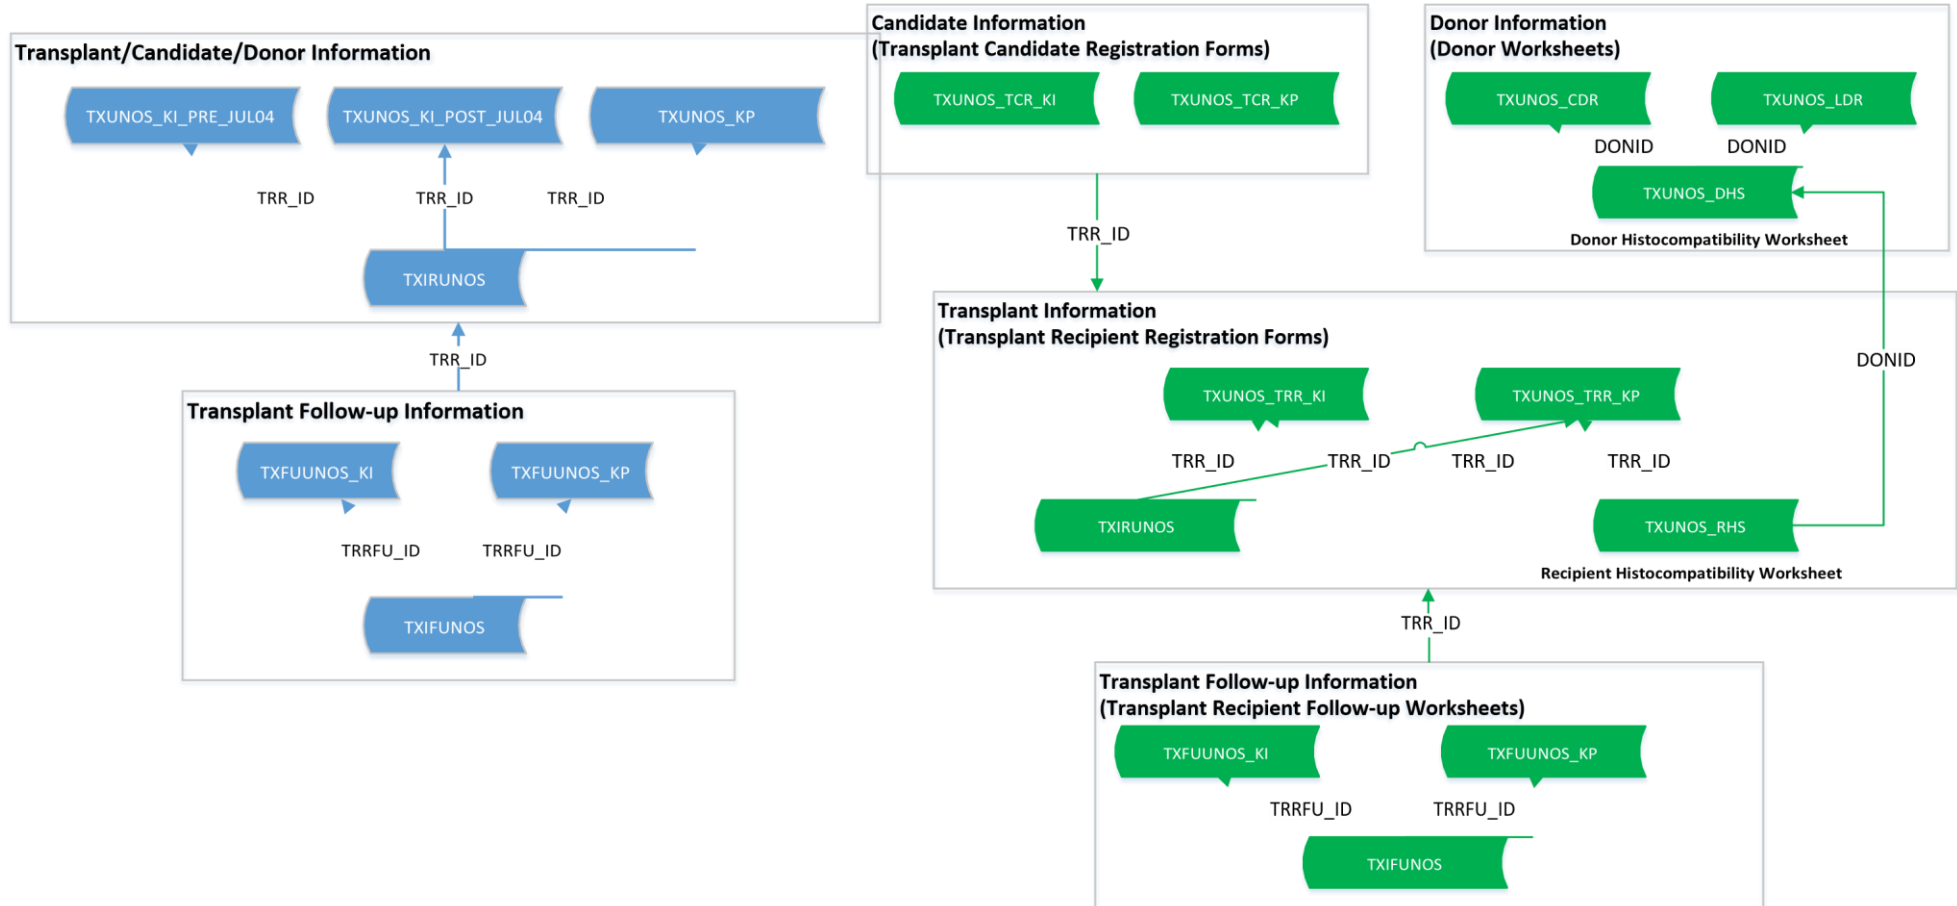 Transplant/Candidate/Donor Information
TXUNOS_KI_PRE_JUL04
TXUNOS_KI_POST_JUL04
TXUNOS_KP
TRR_ID
TRR_ID
TRR_ID
TXIRUNOS
TRR_ID
Transplant Follow-up Information
TXFUUNOS_KI
TXFUUNOS_KP
TRRFU_ID
TRRFU_ID
TXIFUNOS
Candidate Information
(Transplant Candidate Registration Forms)
TXUNOS_TCR_KI
TXUNOS_TCR_KP
TRR_ID
Donor Information
(Donor Worksheets)
TXUNOS_CDR
TXUNOS_LDR
DONID
DONID
TXUNOS_DHS
Donor Histocompatibility Worksheet
DONID
Transplant Information
(Transplant Recipient Registration Forms)
TXUNOS_TRR_KI
TXUNOS_TRR_KP
TRR_ID
TRR_ID
TRR_ID
TRR_ID
TXIRUNOS
TXUNOS_RHS
Recipient Histocompatibility Worksheet
TRR_ID
Transplant Follow-up Information
(Transplant Recipient Follow-up Worksheets)
TXFUUNOS_KI
TXFUUNOS_KP
TRRFU_ID
TRRFU_ID
TXIFUNOS